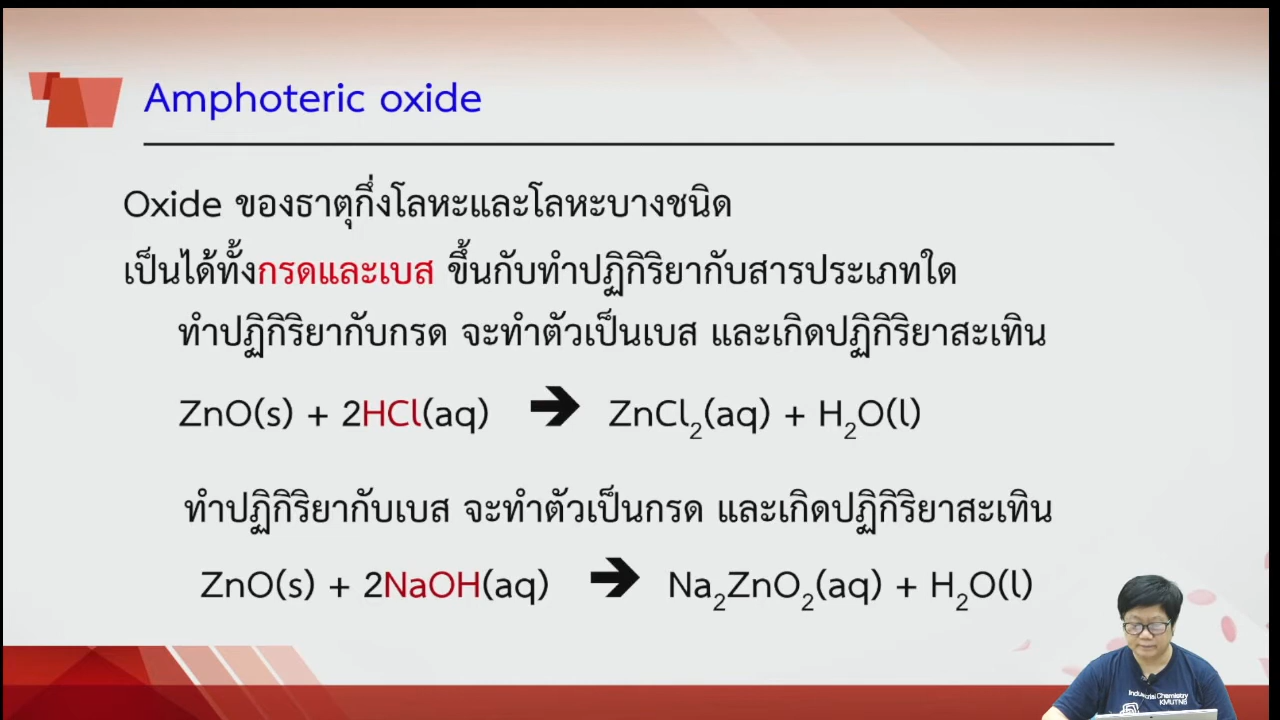 Amphoteric oxide
Oxide ของธาตุกึ่งโลหะและโลหะบางชนิด
เป็นได้ทั้งกรดและเบส ขึ้นกับทำปฏิกิริยากับสารประเภทใด
ทำปฏิกิริยากับกรด จะทำตัวเป็นเบส และเกิดปฏิกิริยาสะเทิน
ZnO(s) + 2HCl(aq) ➔ ZnCl₂(aq) + H₂O(l)
ทำปฏิกิริยากับเบส จะทำตัวเป็นกรด และเกิดปฏิกิริยาสะเทิน
ZnO(s) + 2NaOH(aq) ➔ Na₂ZnO₂(aq) + H₂O(l)
Industrial Chemistry
KMUTNB